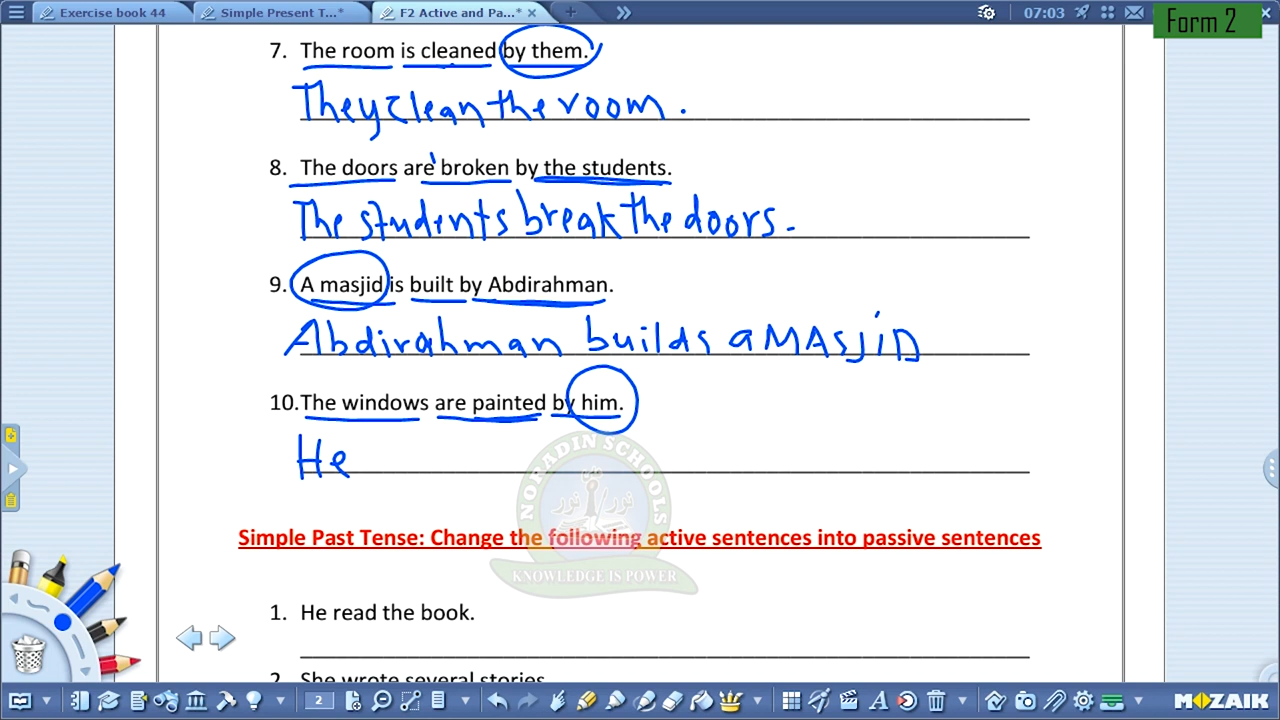 Exercise book 44
Simple Present T...*
F2 Active and Pa...*
07:03
Form 2
7. The room is cleaned by them.
They clean the room.
8. The doors are broken by the students.
The students break the doors.
9. A masjid is built by Abdirahman.
Abdirahman builds a MAsjiD
10.The windows are painted by him.
He
NORADIN SCHOOLS
KNOWLEDGE IS POWER
Simple Past Tense: Change the following active sentences into passive sentences
1. He read the book.
2. She wrote several stories.
2
MOZAIK